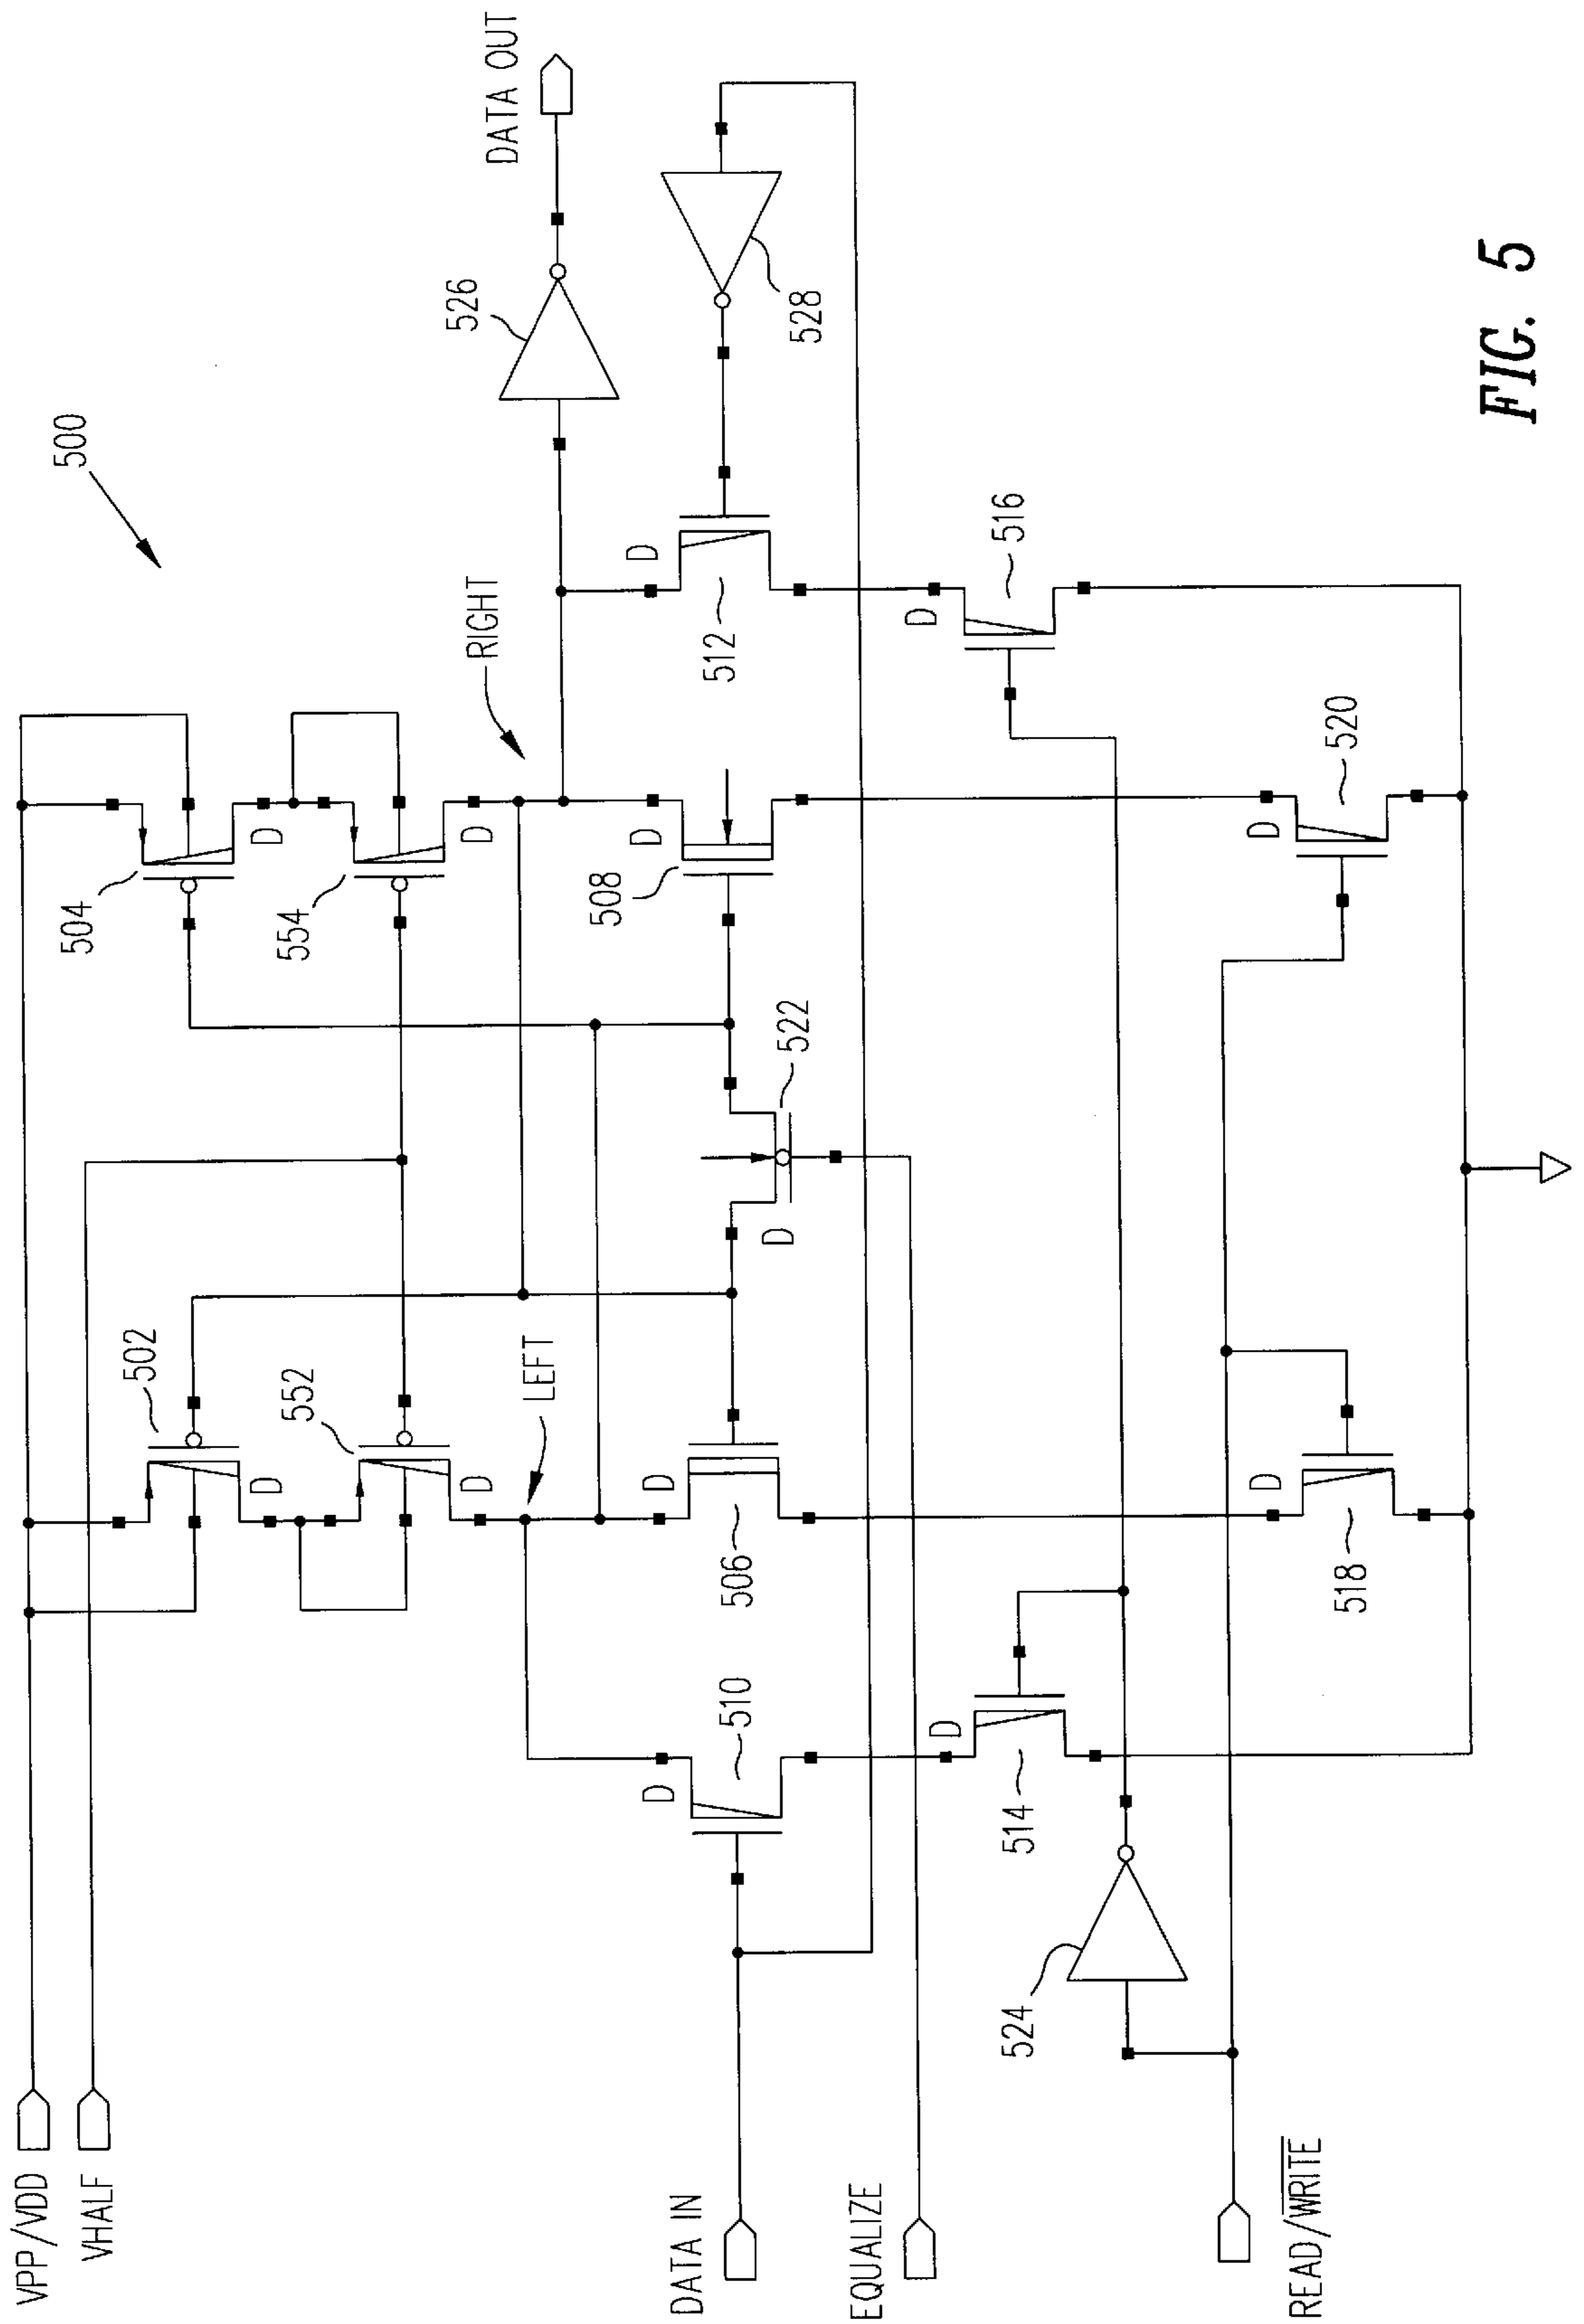 500
VPP/VDD
VHALF
502
504
552
554
D
D
D
D
LEFT
RIGHT
526
DATA OUT
510
506
522
508
512
528
D
D
D
D
D
DATA IN
EQUALIZE
514
516
D
D
524
518
520
D
D
READ/WRITE
FIG. 5